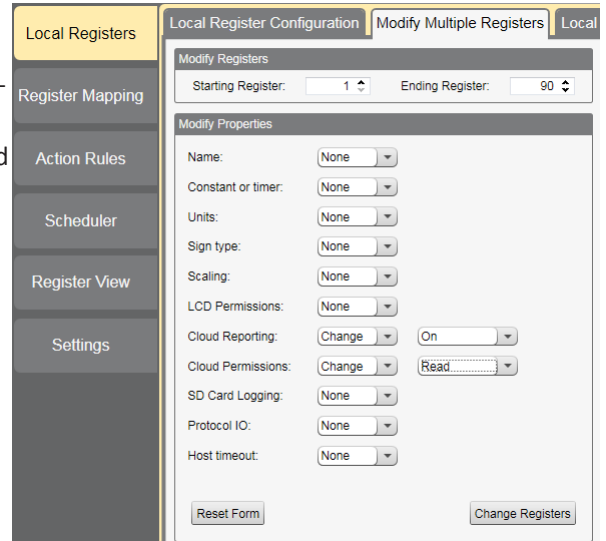 Local Registers
Register Mapping
Action Rules
Scheduler
Register View
Settings
Local Register Configuration Modify Multiple Registers Local
Modify Registers
Starting Register: 1 Ending Register: 90
Modify Properties
Name: None
Constant or timer: None
Units: None
Sign type: None
Scaling: None
LCD Permissions: None
Cloud Reporting: Change On
Cloud Permissions: Change Read
SD Card Logging: None
Protocol IO: None
Host timeout: None
Reset Form Change Registers